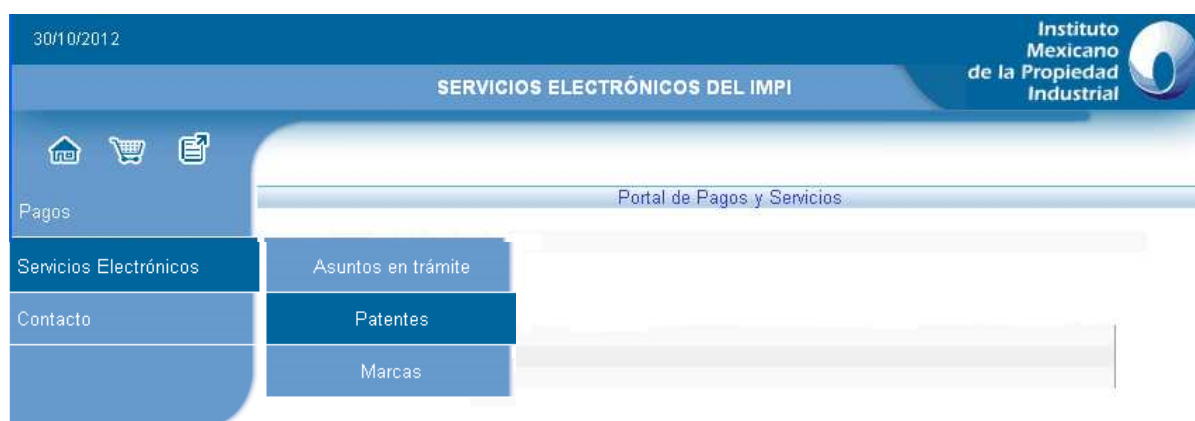 30/10/2012
Instituto
Mexicano
de la Propiedad
Industrial
SERVICIOS ELECTRÓNICOS DEL IMPI
Portal de Pagos y Servicios
Pagos
Servicios Electrónicos
Asuntos en trámite
Contacto
Patentes
Marcas